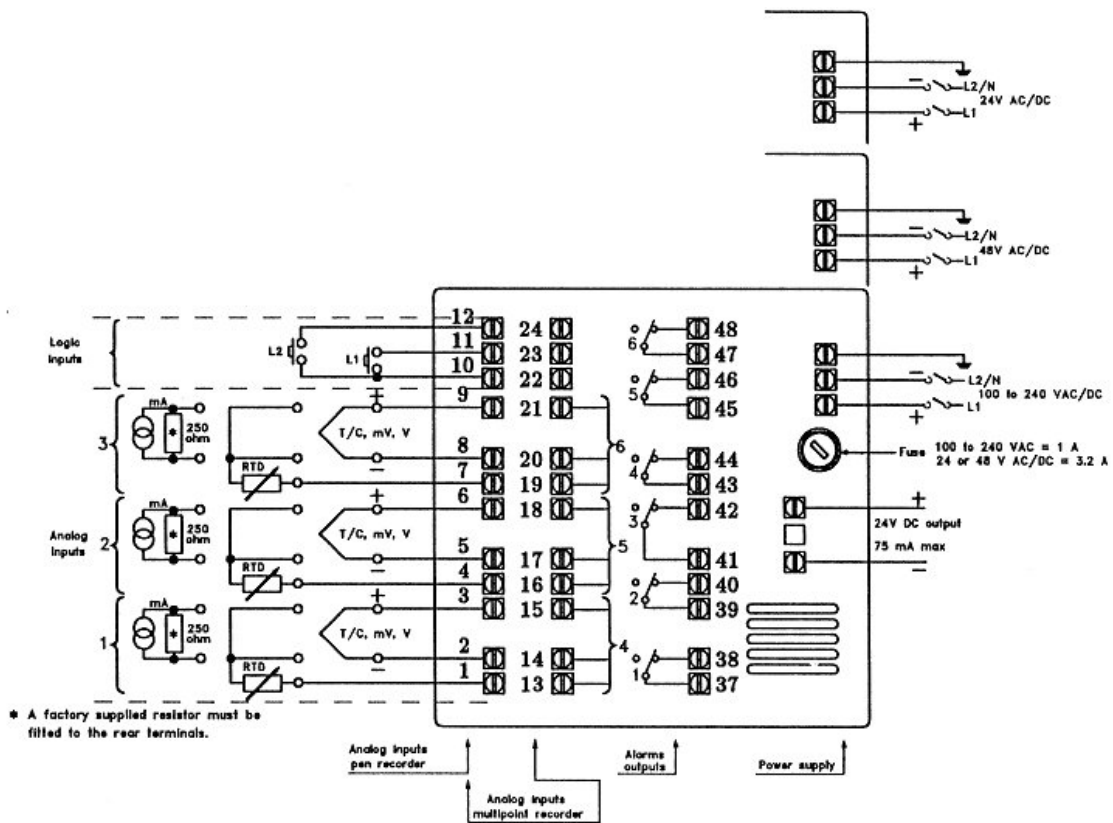 L2/N
24V AC/DC
L1
+
L2/N
48V AC/DC
L1
+
Logic
inputs
L2
L1
12
11
10
24
23
22
6
5
48
47
46
45
L2/N
100 to 240 VAC/DC
L1
+
Fuse 100 to 240 VAC = 1 A
24 or 48 V AC/DC = 3.2 A
3
mA
250
ohm
*
RTD
+
T/C, mV, V
−
9
8
7
21
20
19
6
4
44
43
Analog
inputs
2
mA
250
ohm
*
RTD
+
T/C, mV, V
−
6
5
4
18
17
16
5
3
2
42
41
40
39
+
24V DC output
75 mA max
−
1
mA
250
ohm
*
RTD
+
T/C, mV, V
−
3
2
1
15
14
13
4
1
38
37
* A factory supplied resistor must be
fitted to the rear terminals.
Analog inputs
pen recorder
Analog inputs
multipoint recorder
Alarms
outputs
Power supply